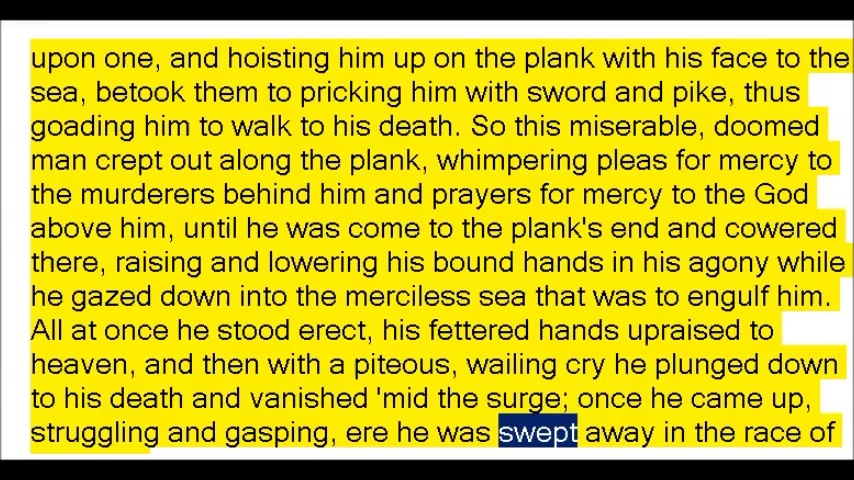 upon one, and hoisting him up on the plank with his face to the
sea, betook them to pricking him with sword and pike, thus
goading him to walk to his death. So this miserable, doomed
man crept out along the plank, whimpering pleas for mercy to
the murderers behind him and prayers for mercy to the God
above him, until he was come to the plank's end and cowered
there, raising and lowering his bound hands in his agony while
he gazed down into the merciless sea that was to engulf him.
All at once he stood erect, his fettered hands upraised to
heaven, and then with a piteous, wailing cry he plunged down
to his death and vanished 'mid the surge; once he came up,
struggling and gasping, ere he was swept away in the race of